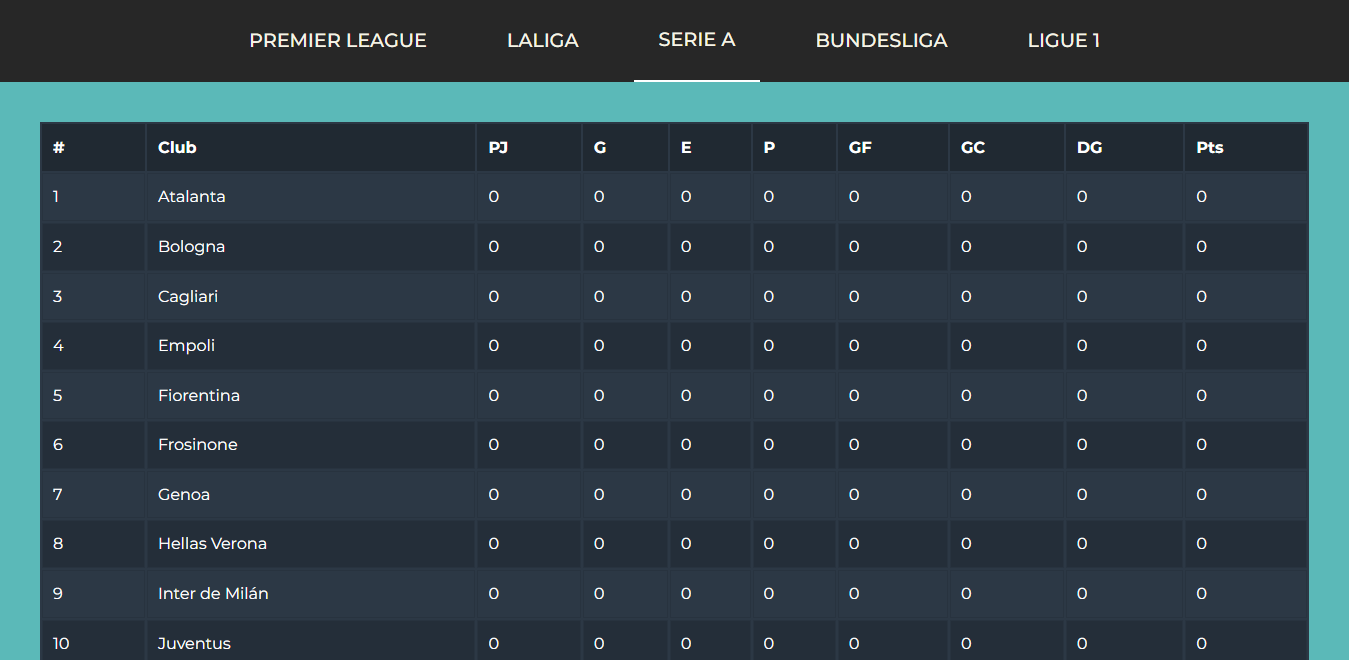 PREMIER LEAGUE LALIGA SERIE A BUNDESLIGA LIGUE 1
# Club PJ G E P GF GC DG Pts
1 Atalanta 0 0 0 0 0 0 0 0
2 Bologna 0 0 0 0 0 0 0 0
3 Cagliari 0 0 0 0 0 0 0 0
4 Empoli 0 0 0 0 0 0 0 0
5 Fiorentina 0 0 0 0 0 0 0 0
6 Frosinone 0 0 0 0 0 0 0 0
7 Genoa 0 0 0 0 0 0 0 0
8 Hellas Verona 0 0 0 0 0 0 0 0
9 Inter de Milán 0 0 0 0 0 0 0 0
10 Juventus 0 0 0 0 0 0 0 0